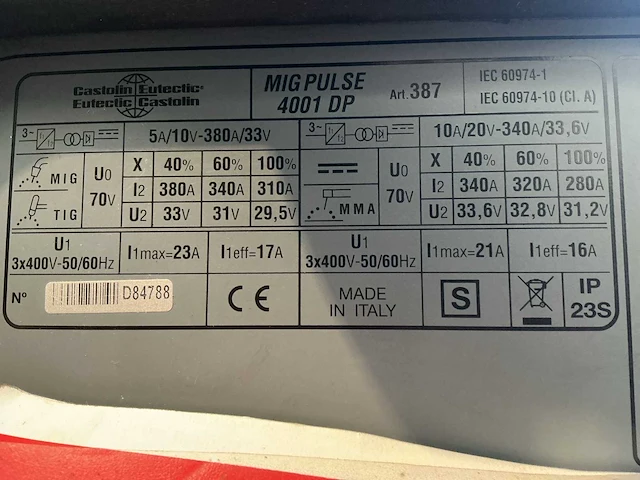 Castolin Eutectic®
Eutectic Castolin
MIG PULSE
4001 DP
Art. 387
IEC 60974-1
IEC 60974-10 (Cl. A)
3~
5A/10V-380A/33V
MIG
TIG
U0
70V
X 40% 60% 100%
I2 380A 340A 310A
U2 33V 31V 29,5V
U1
3x400V-50/60Hz
I1max=23A
I1eff=17A
3~
10A/20V-340A/33,6V
MMA
U0
70V
X 40% 60% 100%
I2 340A 320A 280A
U2 33,6V 32,8V 31,2V
U1
3x400V-50/60Hz
I1max=21A
I1eff=16A
N° D84788
CE
MADE
IN ITALY
S
IP
23S